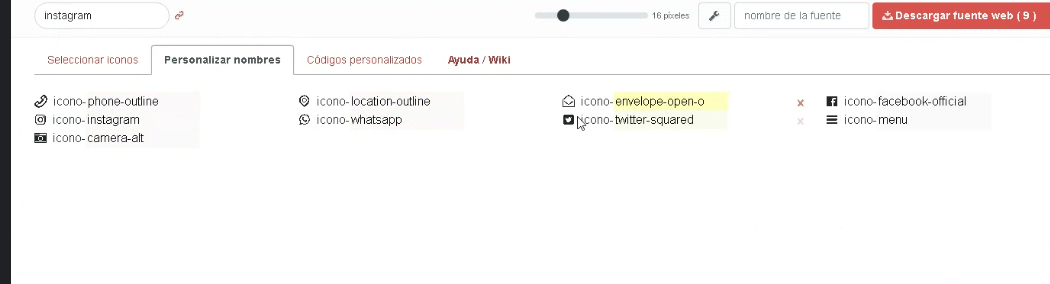 instagram
16 píxeles
nombre de la fuente
Descargar fuente web ( 9 )
Seleccionar iconos
Personalizar nombres
Códigos personalizados
Ayuda / Wiki
icono- phone-outline
icono- location-outline
icono- envelope-open-o
icono- facebook-official
icono- instagram
icono- whatsapp
icono- twitter-squared
icono- menu
icono- camera-alt